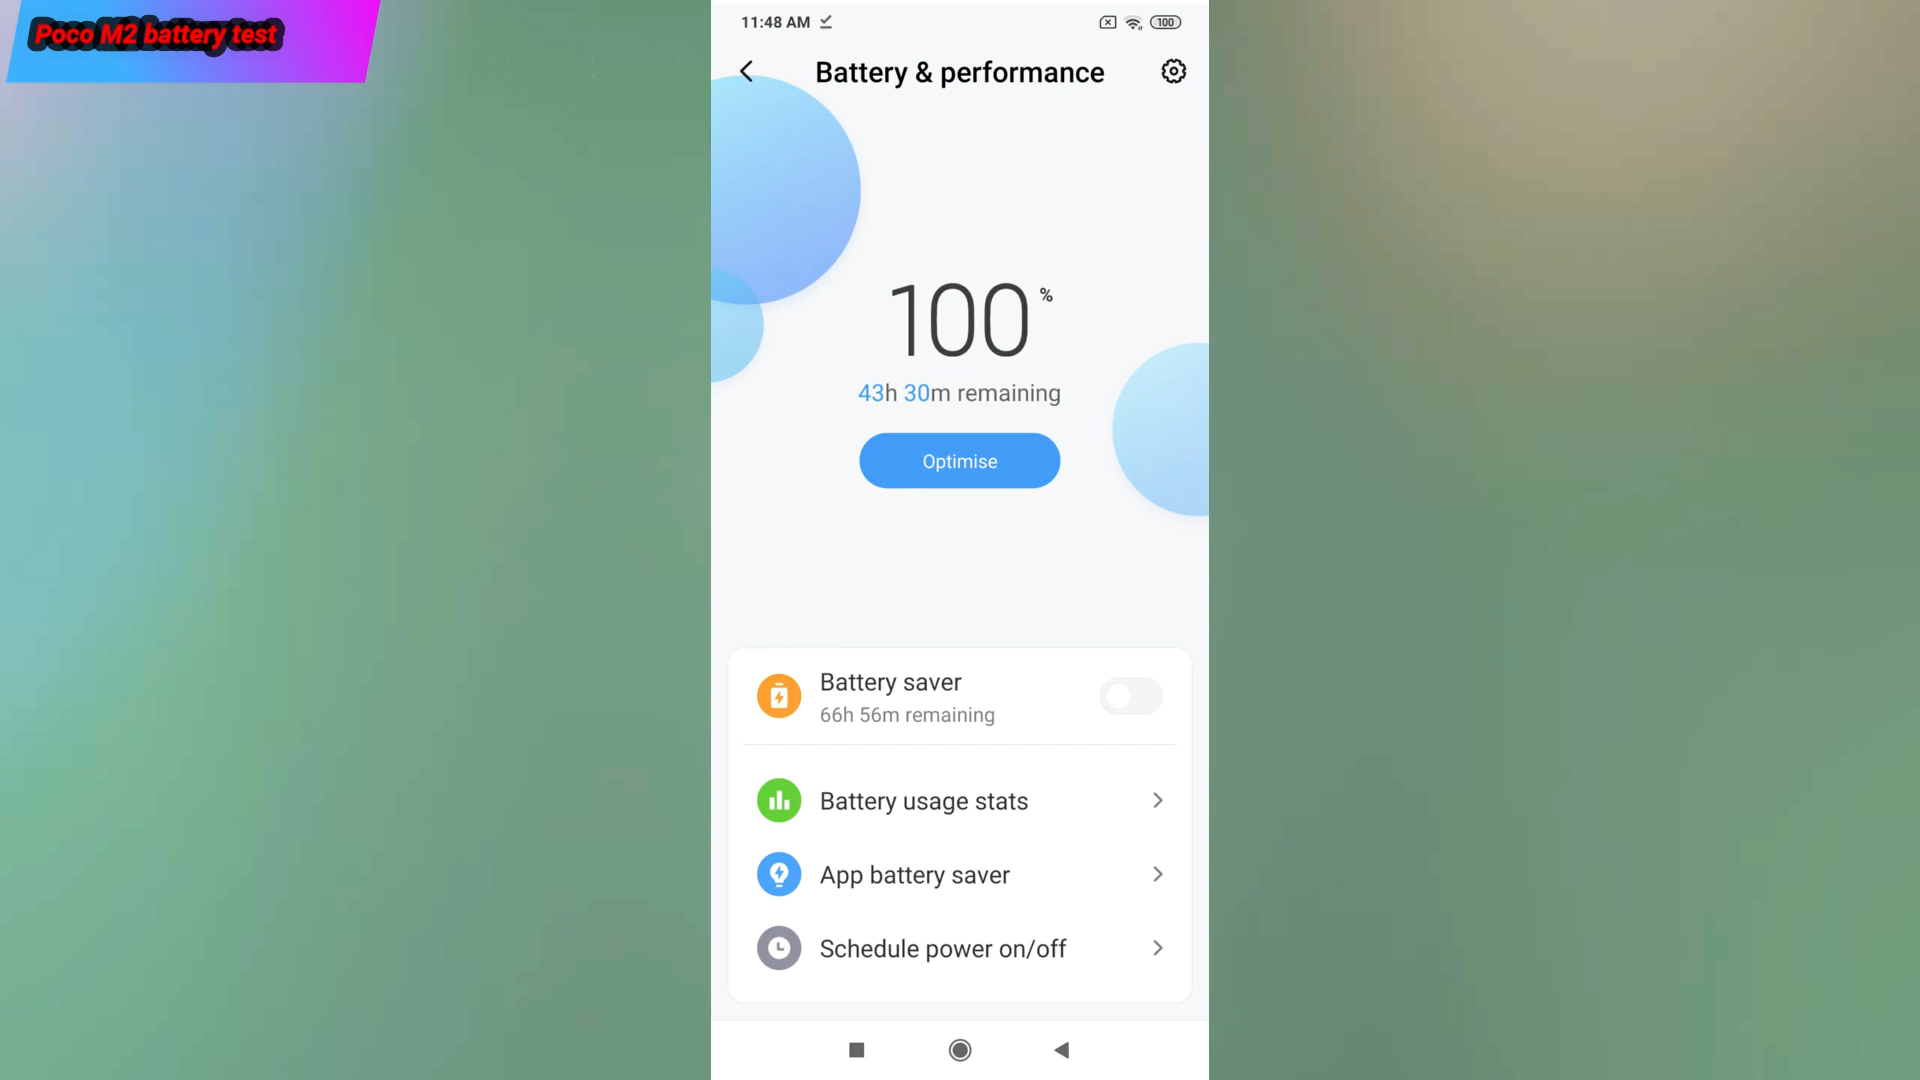 Poco M2 battery test
11:48 AM
100
Battery & performance
100 %
43h 30m remaining
Optimise
Battery saver
66h 56m remaining
Battery usage stats
App battery saver
Schedule power on/off